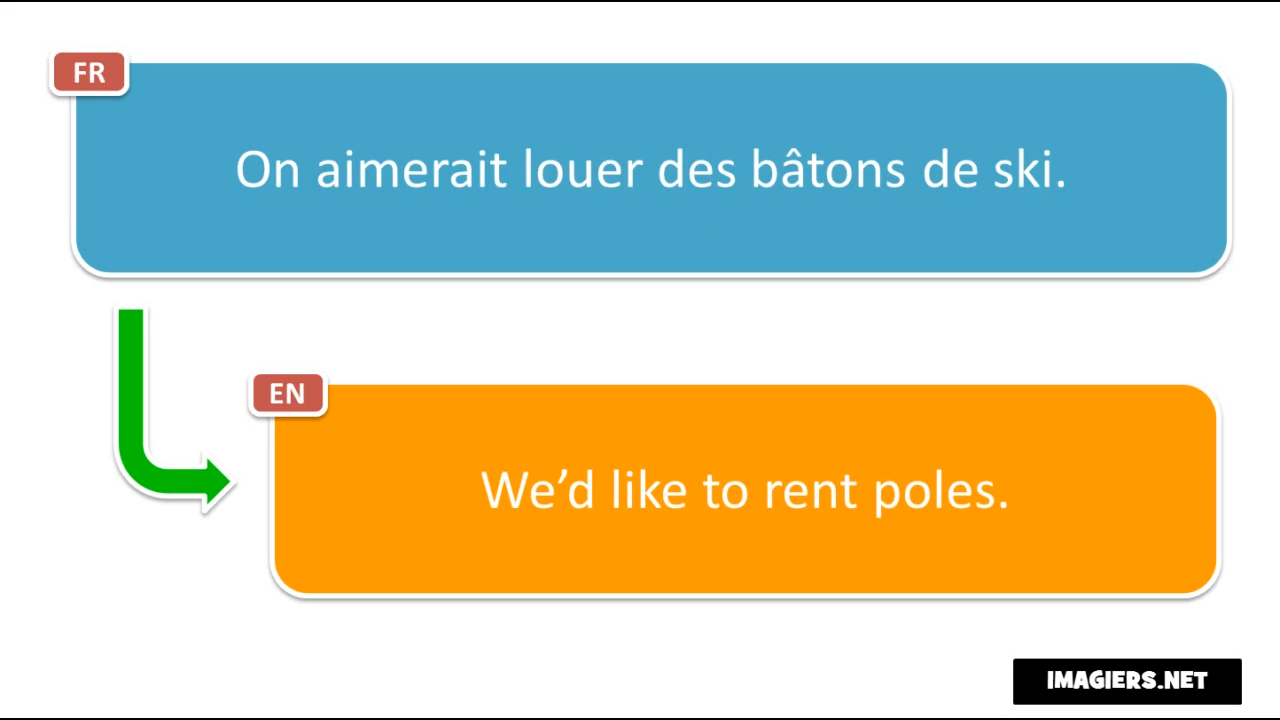 FR
On aimerait louer des bâtons de ski.
EN
We’d like to rent poles.
IMAGIERS.NET